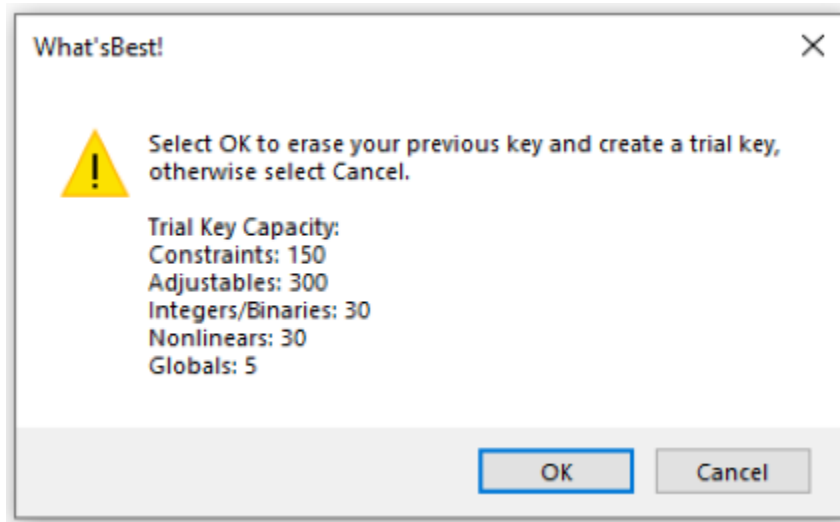 What'sBest!
Select OK to erase your previous key and create a trial key,
otherwise select Cancel.
Trial Key Capacity:
Constraints: 150
Adjustables: 300
Integers/Binaries: 30
Nonlinears: 30
Globals: 5
OK
Cancel